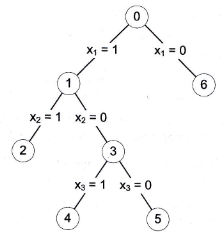 0
x₁ = 1 x₁ = 0
1 6
x₂ = 1 x₂ = 0
2 3
x₃ = 1 x₃ = 0
4 5